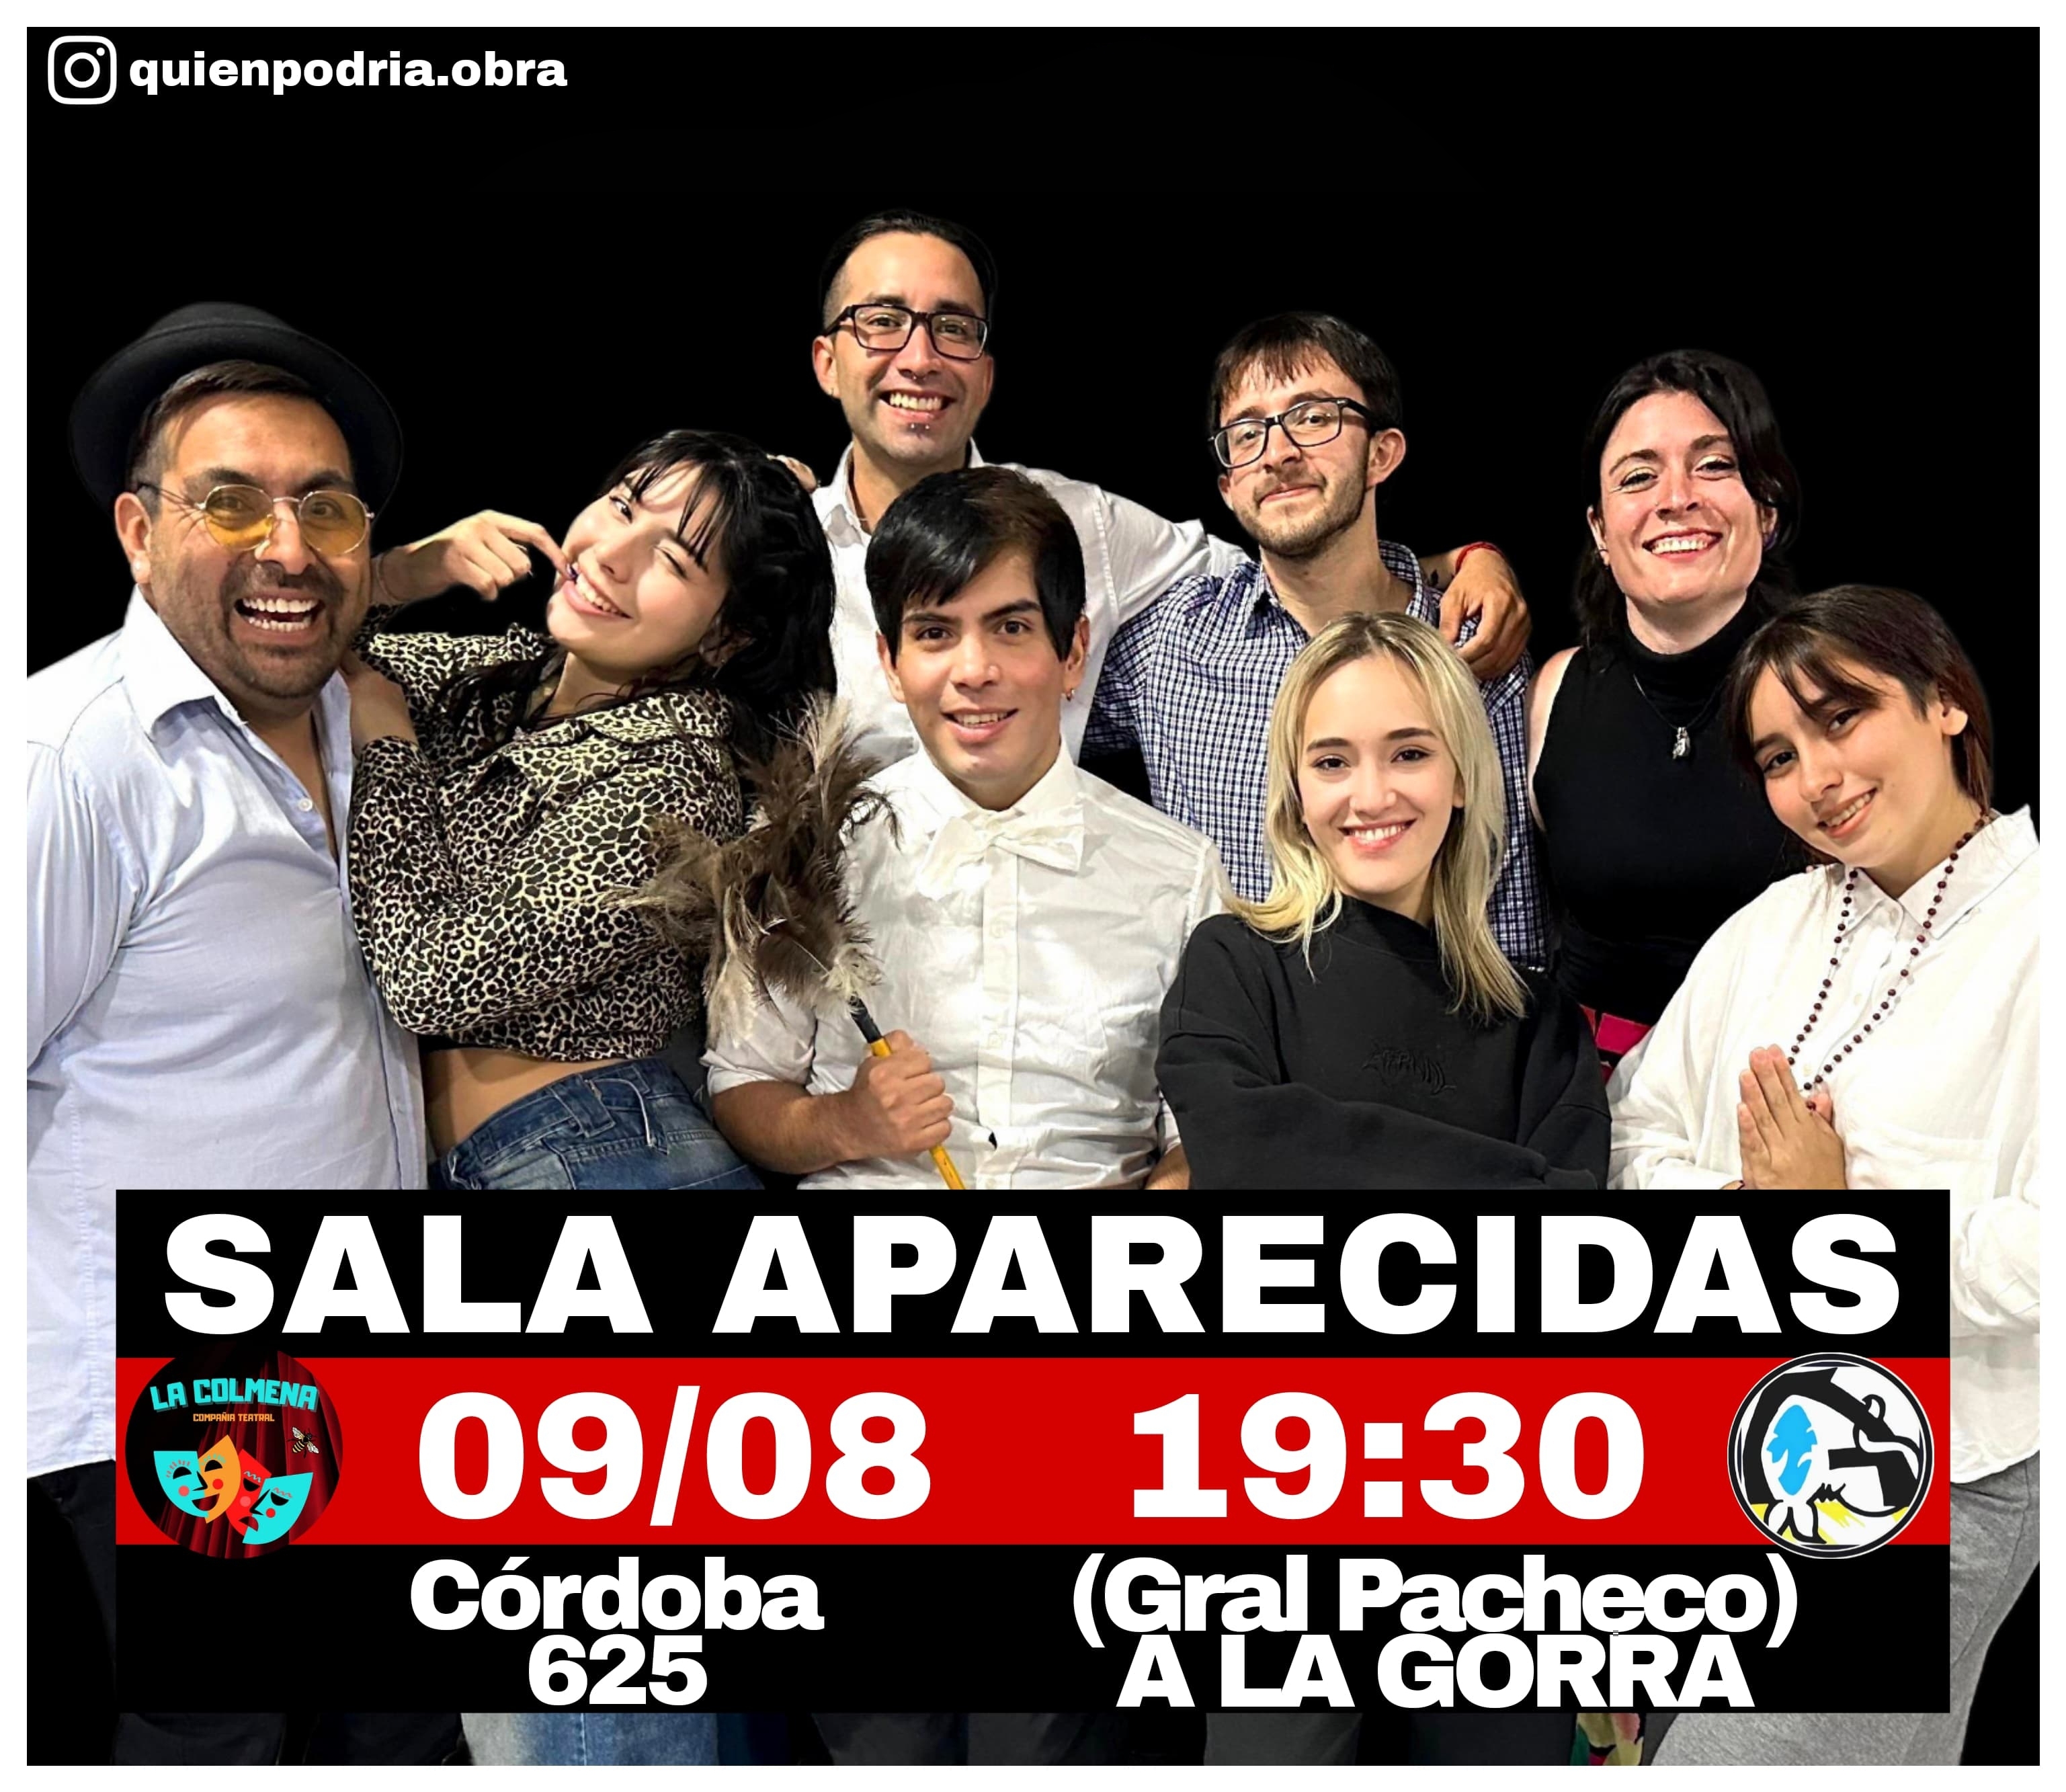 quienpodria.obra
SALA APARECIDAS
LA COLMENA
COMPAÑIA TEATRAL
09/08
19:30
Córdoba
625
(Gral Pacheco)
A LA GORRA